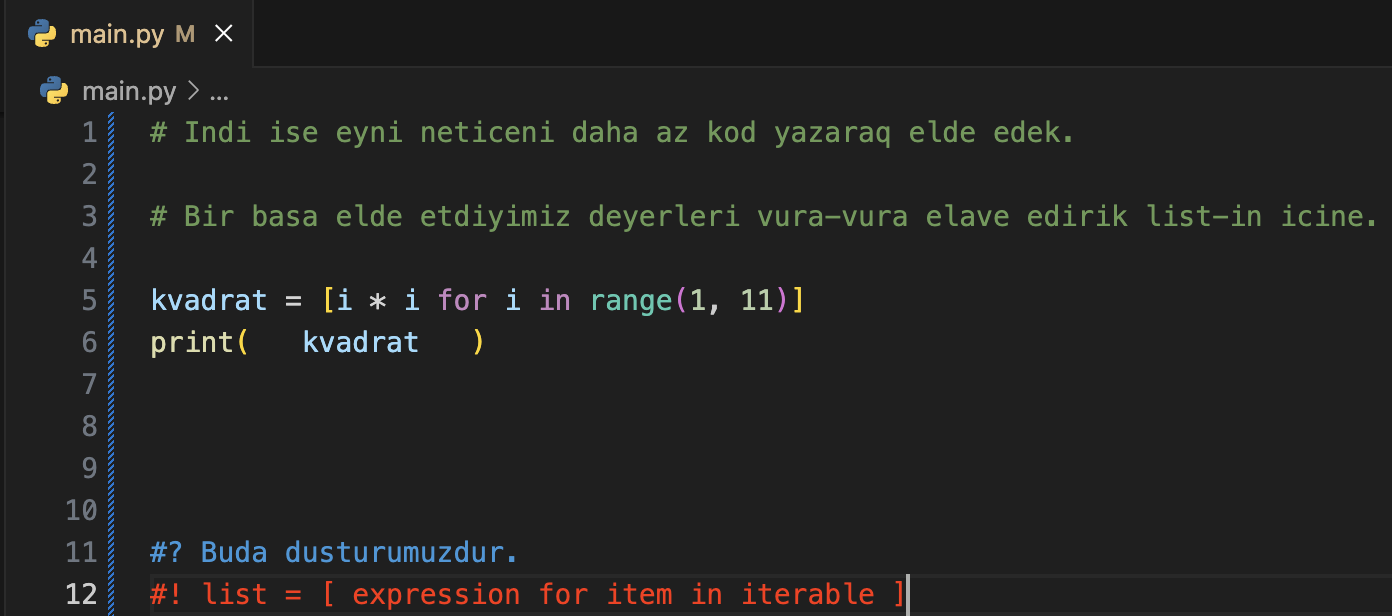 main.py M
main.py > ...
1 # Indi ise eyni neticeni daha az kod yazaraq elde edek.
2
3 # Bir basa elde etdiyimiz deyerleri vura-vura elave edirik list-in icine.
4
5 kvadrat = [i * i for i in range(1, 11)]
6 print(   kvadrat   )
7
8
9
10
11 #? Buda dusturumuzdur.
12 #! list = [ expression for item in iterable ]